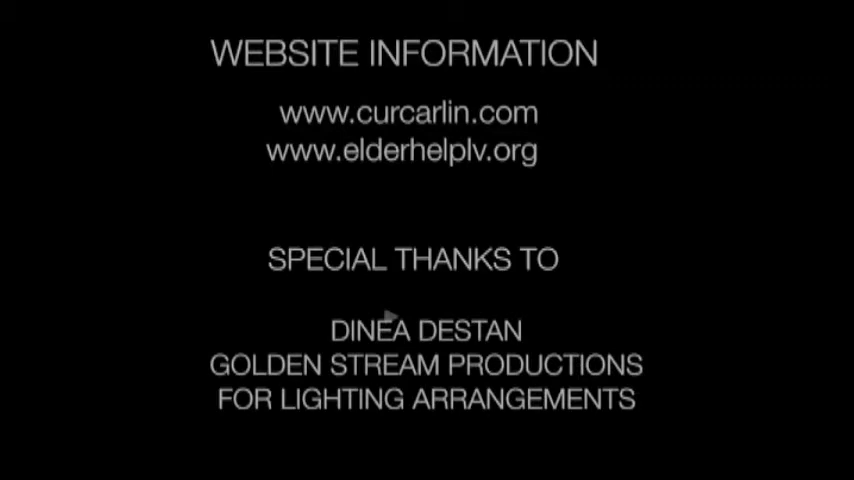 WEBSITE INFORMATION
www.curcarlin.com
www.elderhelplv.org
SPECIAL THANKS TO
DINEA DESTAN
GOLDEN STREAM PRODUCTIONS
FOR LIGHTING ARRANGEMENTS